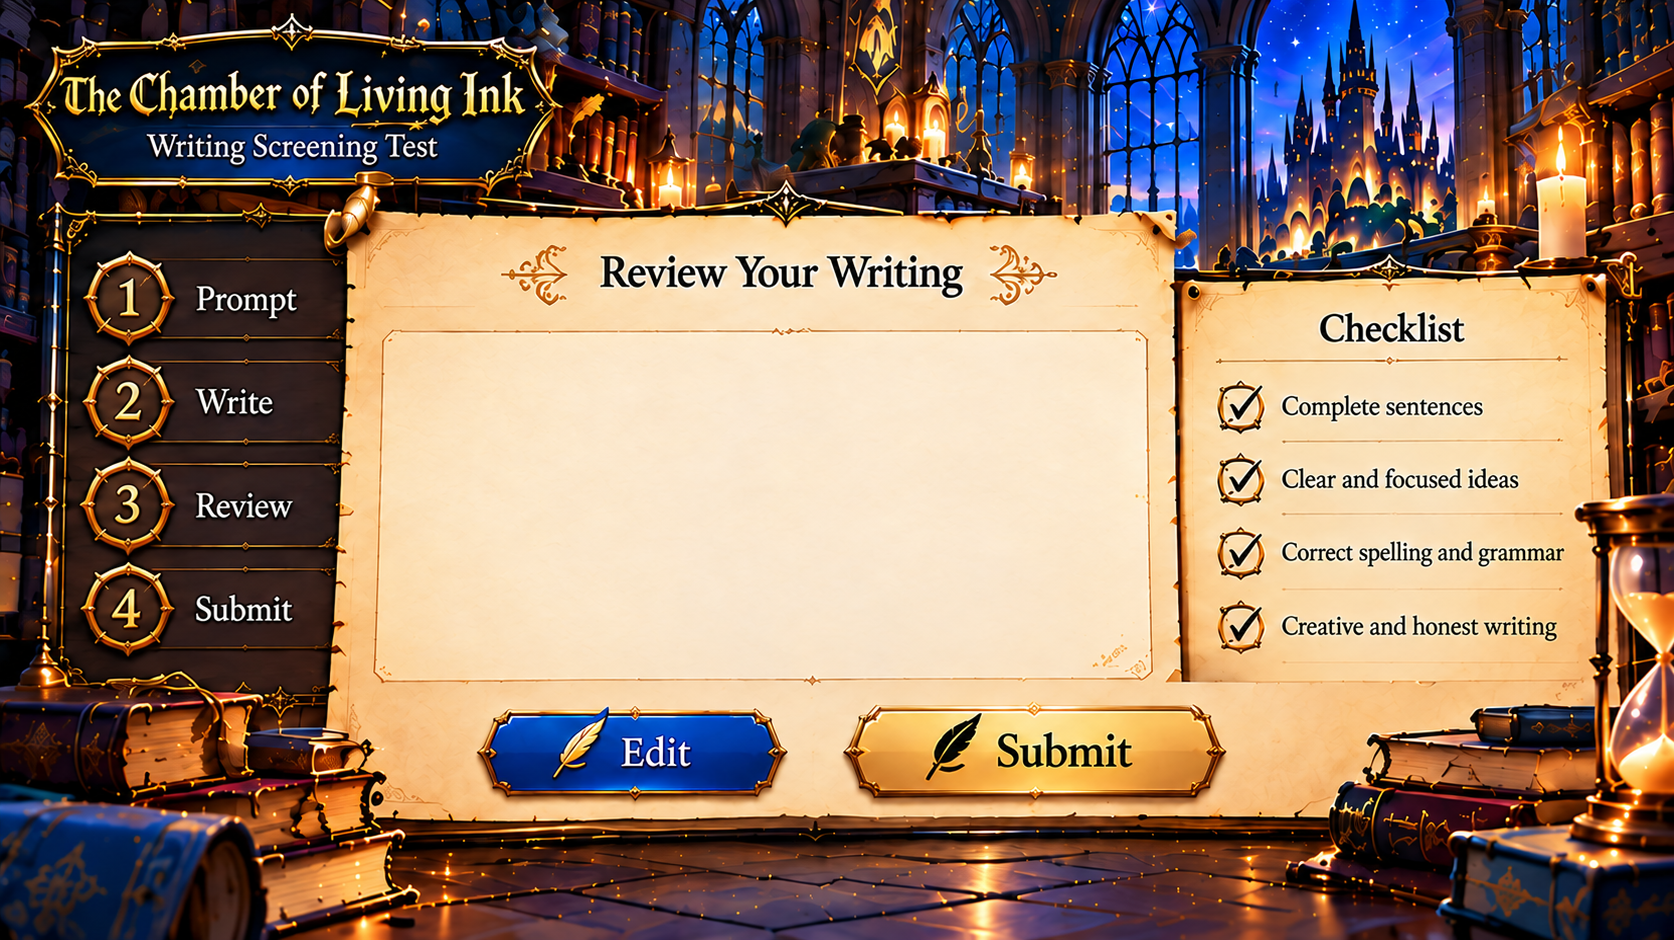 The Chamber of Living Ink
Writing Screening Test
1 Prompt
2 Write
3 Review
4 Submit
Review Your Writing
Edit
Submit
Checklist
Complete sentences
Clear and focused ideas
Correct spelling and grammar
Creative and honest writing